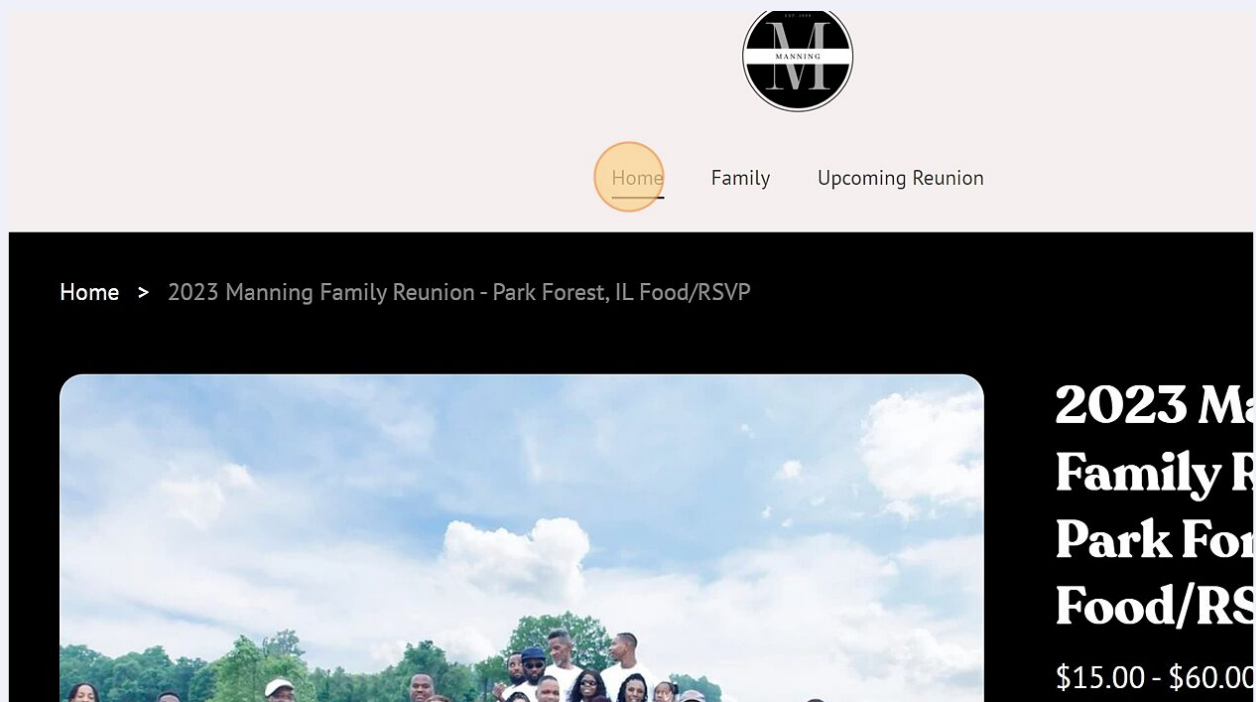 MANNING
M
Home Family Upcoming Reunion
Home > 2023 Manning Family Reunion - Park Forest, IL Food/RSVP
2023 Ma
Family R
Park For
Food/RS
$15.00 - $60.00